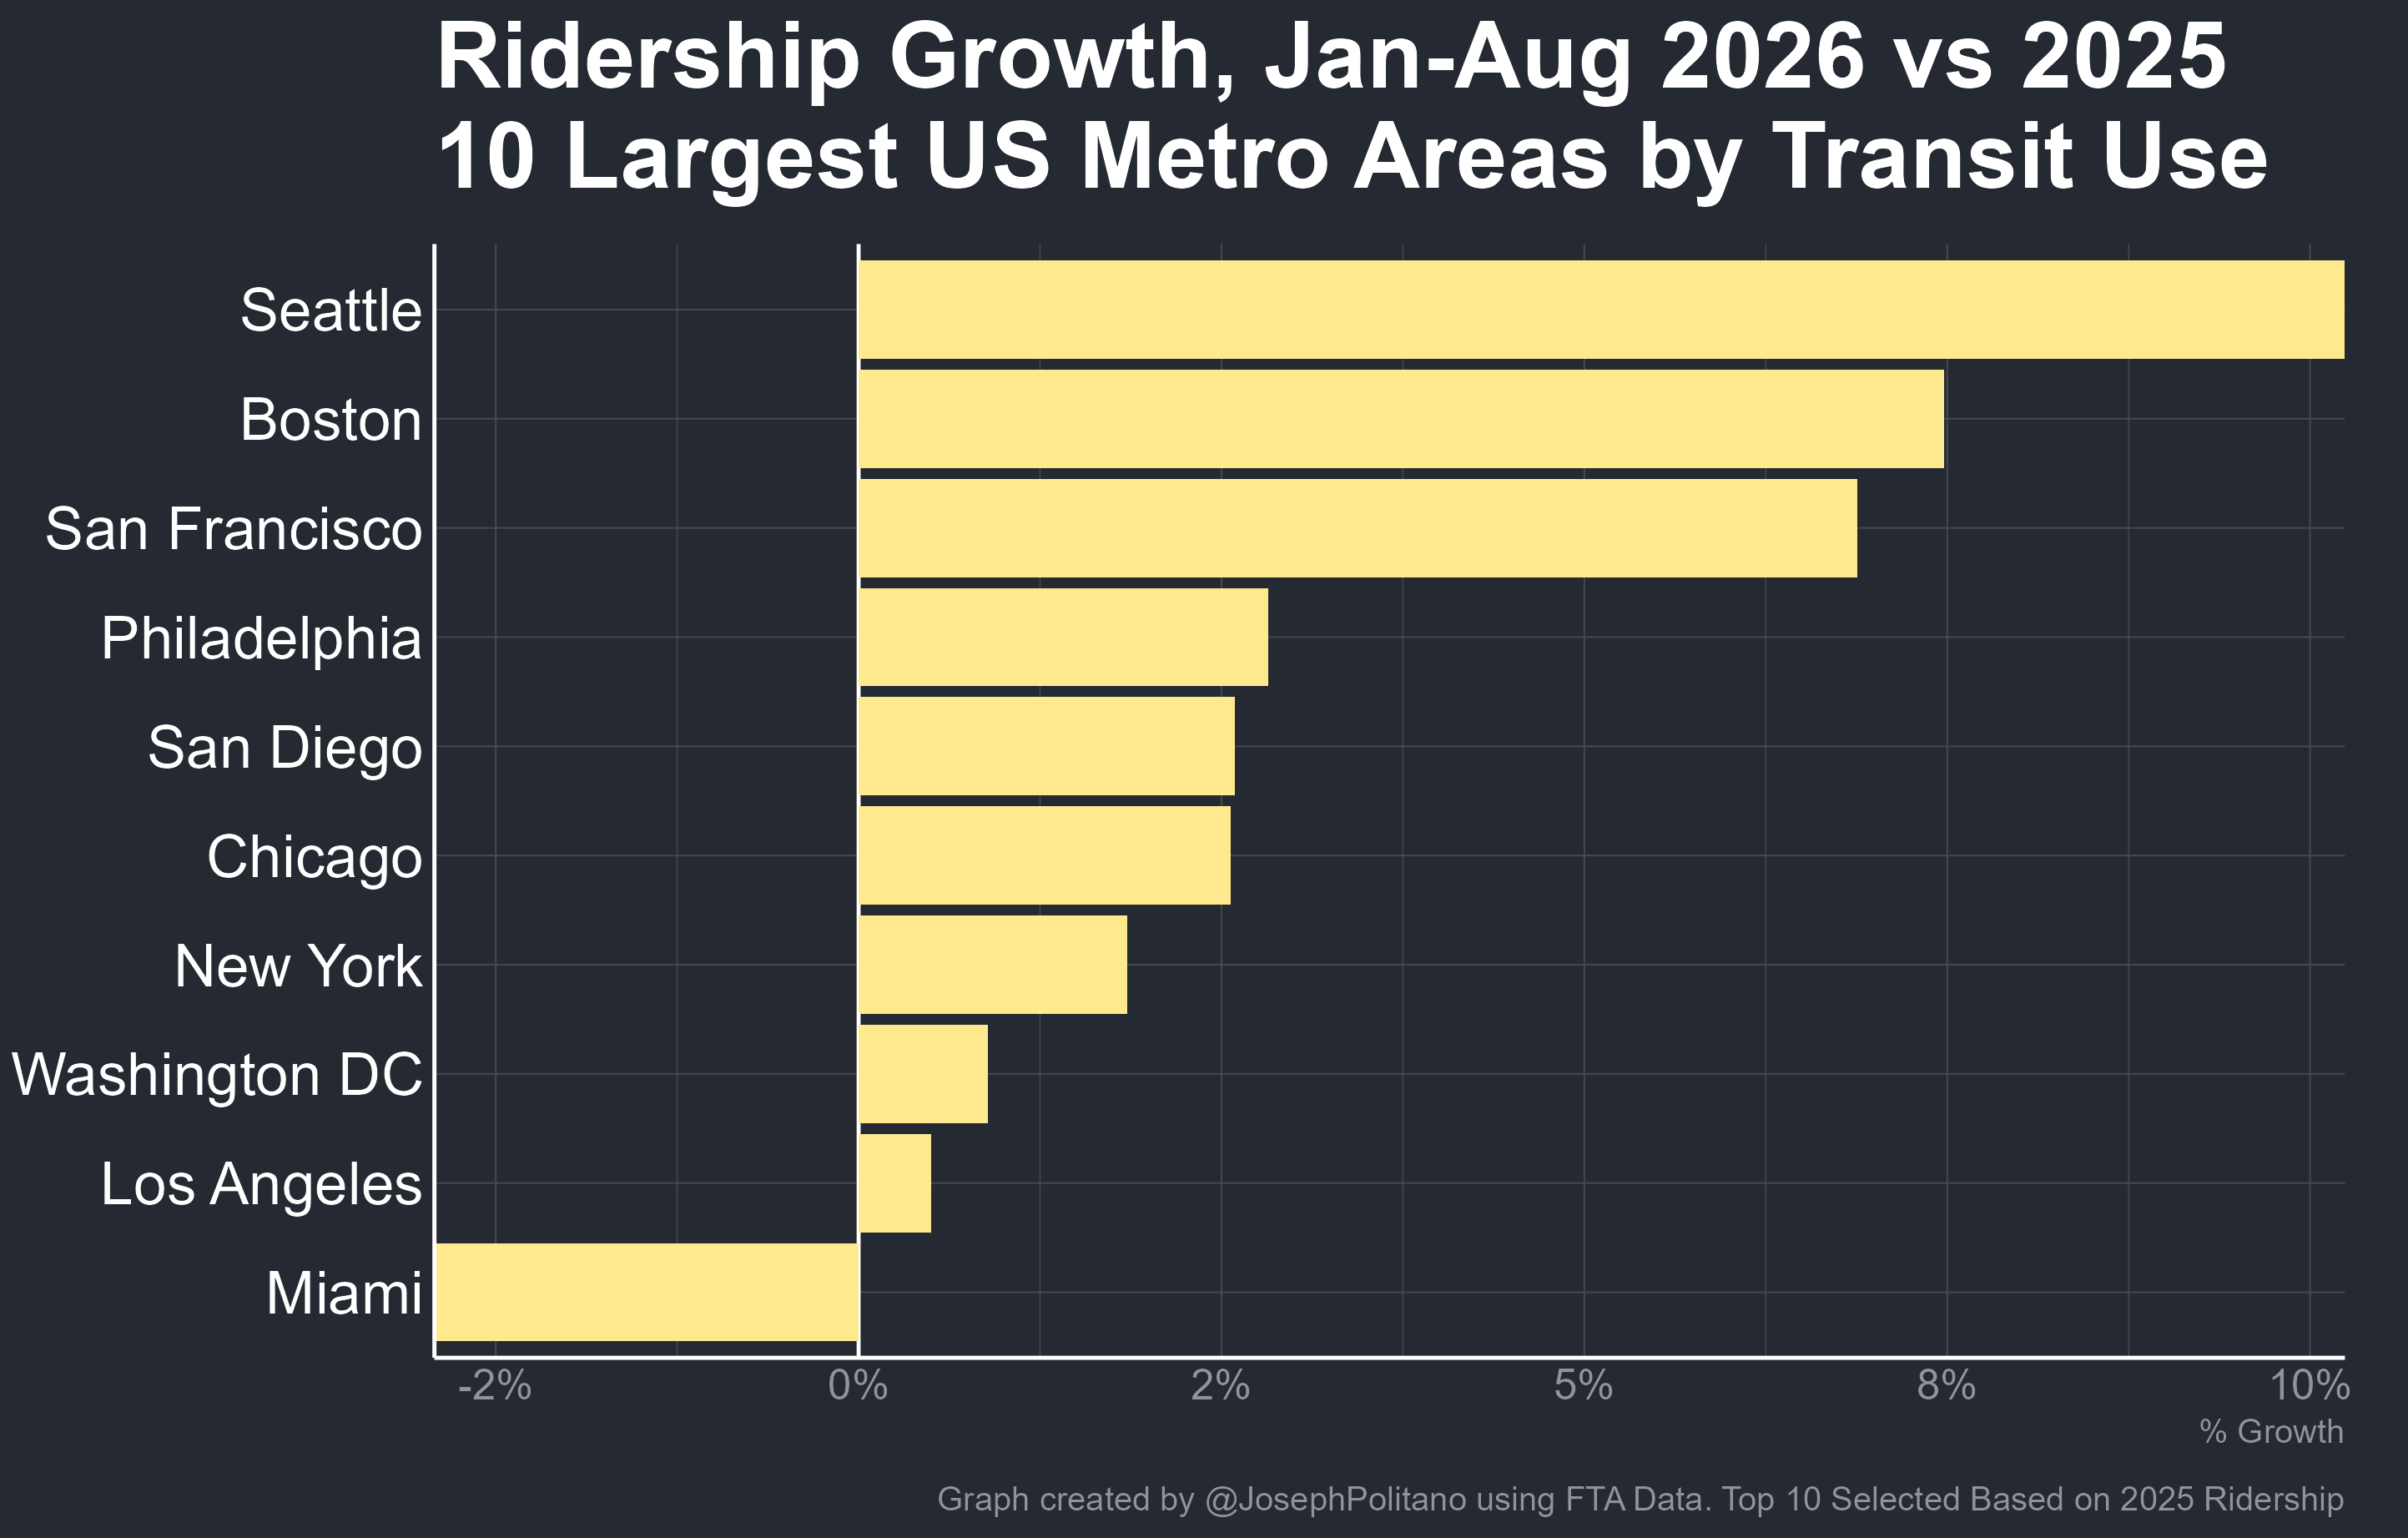 Ridership Growth, Jan-Aug 2026 vs 2025
10 Largest US Metro Areas by Transit Use
Seattle
Boston
San Francisco
Philadelphia
San Diego
Chicago
New York
Washington DC
Los Angeles
Miami
-2% 0% 2% 5% 8% 10%
% Growth
Graph created by @JosephPolitano using FTA Data. Top 10 Selected Based on 2025 Ridership